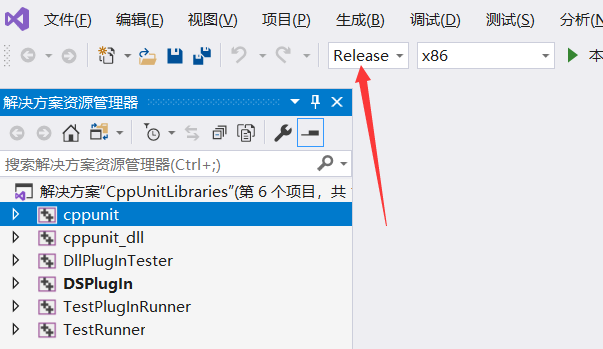 文件(F) 编辑(E) 视图(V) 项目(P) 生成(B) 调试(D) 测试(S) 分析(N
Release x86 本
解决方案资源管理器
搜索解决方案资源管理器(Ctrl+;)
解决方案"CppUnitLibraries"(第 6 个项目，共
cppunit
cppunit_dll
DllPlugInTester
DSPlugIn
TestPlugInRunner
TestRunner